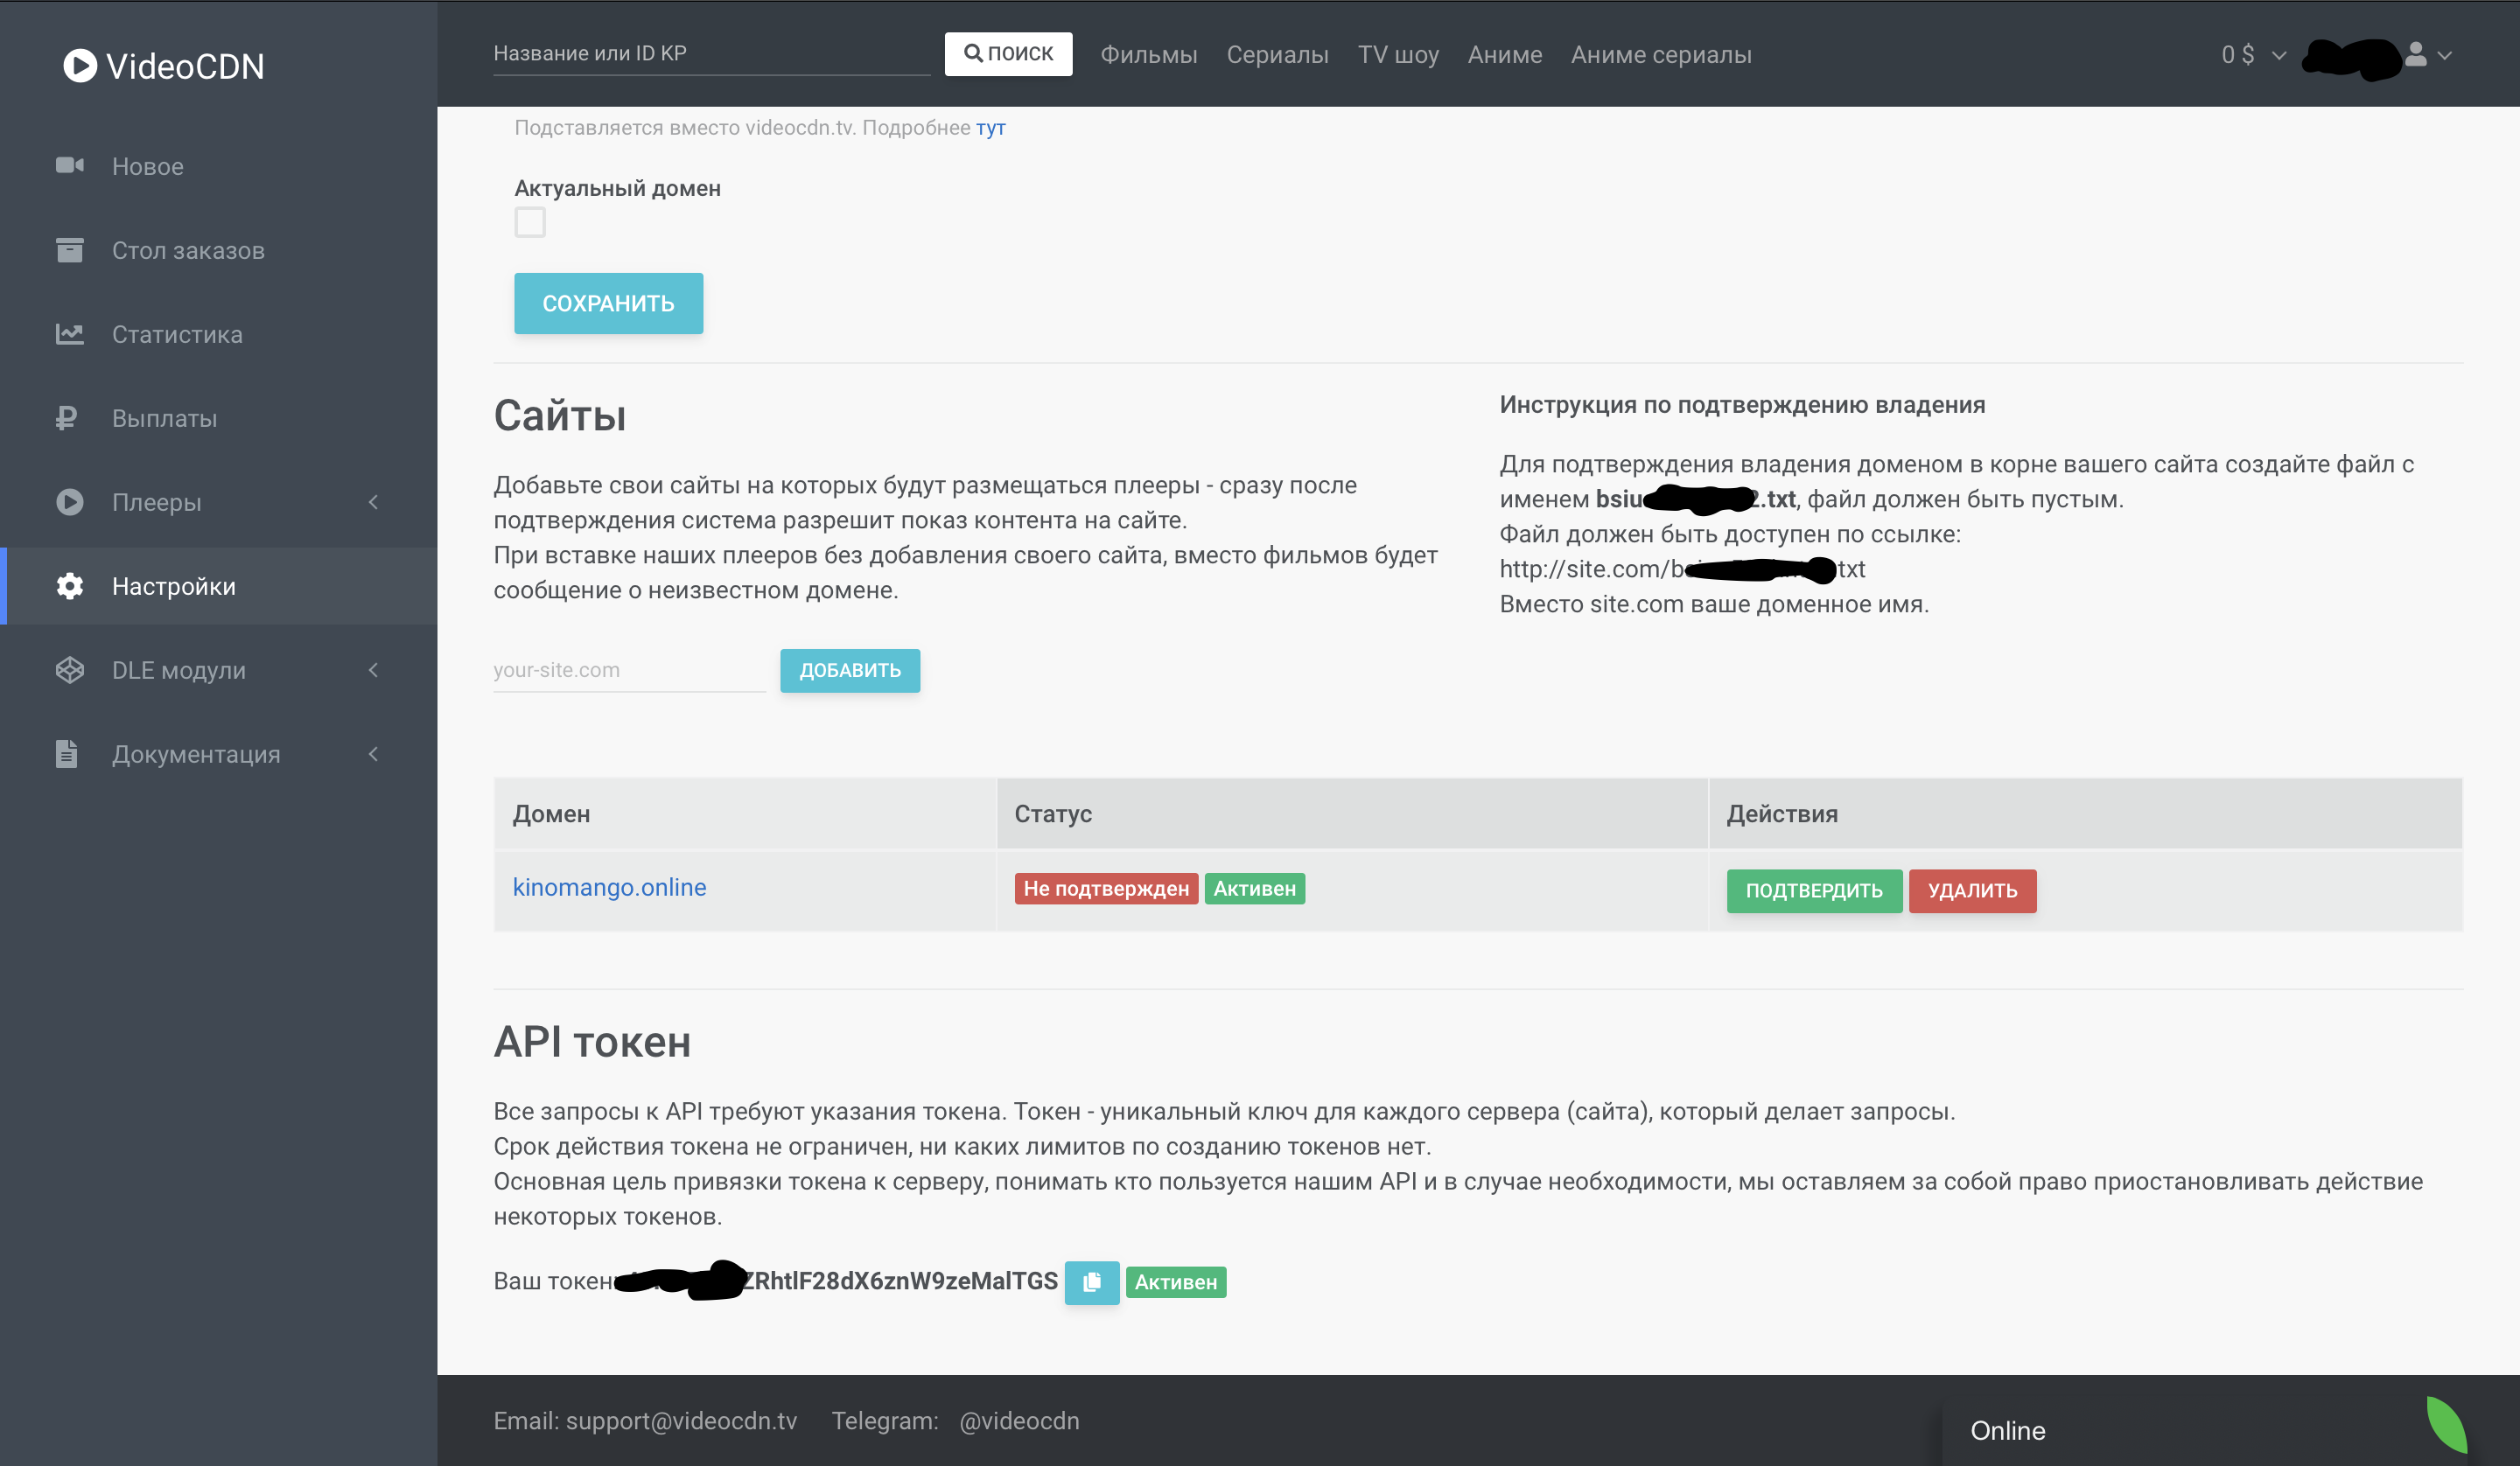 VideoCDN
Название или ID KP
ПОИСК
Фильмы
Сериалы
TV шоу
Аниме
Аниме сериалы
0 $
Новое
Стол заказов
Статистика
Выплаты
Плееры
Настройки
DLE модули
Документация
Подставляется вместо videocdn.tv. Подробнее тут
Актуальный домен
СОХРАНИТЬ
Сайты
Добавьте свои сайты на которых будут размещаться плееры - сразу после
подтверждения система разрешит показ контента на сайте.
При вставке наших плееров без добавления своего сайта, вместо фильмов будет
сообщение о неизвестном домене.
your-site.com
ДОБАВИТЬ
Инструкция по подтверждению владения
Для подтверждения владения доменом в корне вашего сайта создайте файл с
именем bsiu 2.txt, файл должен быть пустым.
Файл должен быть доступен по ссылке:
http://site.com/b txt
Вместо site.com ваше доменное имя.
Домен
Статус
Действия
kinomango.online
Не подтвержден
Активен
ПОДТВЕРДИТЬ
УДАЛИТЬ
API токен
Все запросы к API требуют указания токена. Токен - уникальный ключ для каждого сервера (сайта), который делает запросы.
Срок действия токена не ограничен, ни каких лимитов по созданию токенов нет.
Основная цель привязки токена к серверу, понимать кто пользуется нашим API и в случае необходимости, мы оставляем за собой право приостановливать действие
некоторых токенов.
Ваш токен ZRhtlF28dX6znW9zeMalTGS
Активен
Email: support@videocdn.tv
Telegram: @videocdn
Online